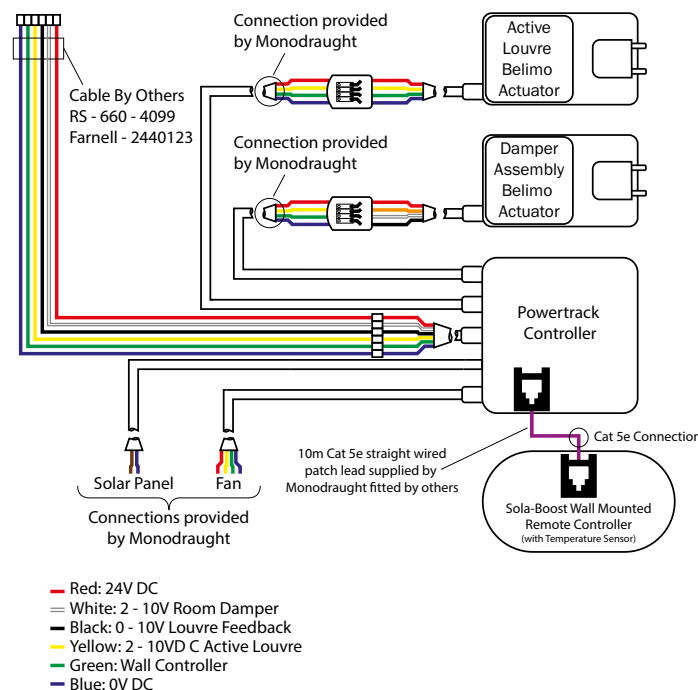 Connection provided
by Monodraught
Active
Louvre
Belimo
Actuator
Cable By Others
RS - 660 - 4099
Farnell - 2440123
Connection provided
by Monodraught
Damper
Assembly
Belimo
Actuator
Powertrack
Controller
10m Cat 5e straight wired
patch lead supplied by
Monodraught fitted by others
Cat 5e Connection
Solar Panel
Fan
Connections provided
by Monodraught
Sola-Boost Wall Mounted
Remote Controller
(with Temperature Sensor)
Red: 24V DC
White: 2 - 10V Room Damper
Black: 0 - 10V Louvre Feedback
Yellow: 2 - 10VD C Active Louvre
Green: Wall Controller
Blue: 0V DC